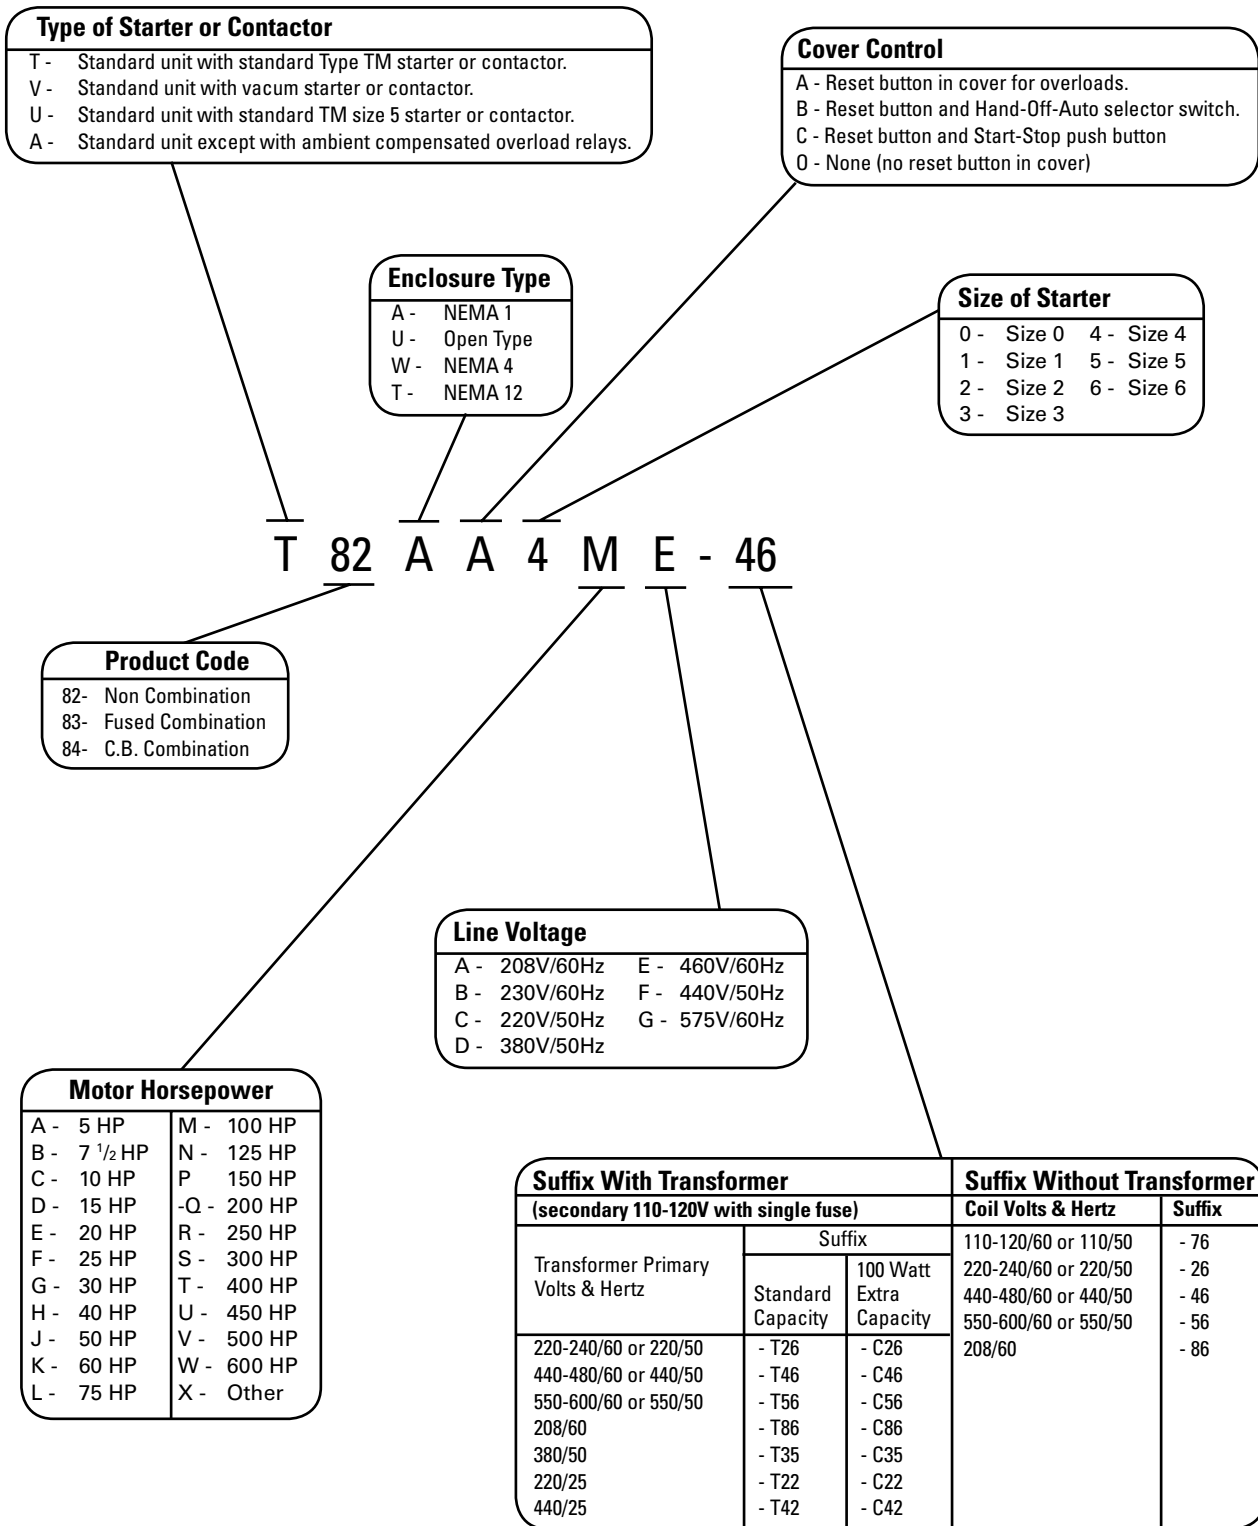 Type of Starter or Contactor
T - Standard unit with standard Type TM starter or contactor.
V - Standand unit with vacum starter or contactor.
U - Standard unit with standard TM size 5 starter or contactor.
A - Standard unit except with ambient compensated overload relays.
Cover Control
A - Reset button in cover for overloads.
B - Reset button and Hand-Off-Auto selector switch.
C - Reset button and Start-Stop push button
O - None (no reset button in cover)
Enclosure Type
A - NEMA 1
U - Open Type
W - NEMA 4
T - NEMA 12
Size of Starter
0 - Size 0 4 - Size 4
1 - Size 1 5 - Size 5
2 - Size 2 6 - Size 6
3 - Size 3
T 82 A A 4 M E - 46
Product Code
82- Non Combination
83- Fused Combination
84- C.B. Combination
Line Voltage
A - 208V/60Hz E - 460V/60Hz
B - 230V/60Hz F - 440V/50Hz
C - 220V/50Hz G - 575V/60Hz
D - 380V/50Hz
Motor Horsepower
A - 5 HP M - 100 HP
B - 7 1/2 HP N - 125 HP
C - 10 HP P 150 HP
D - 15 HP -Q - 200 HP
E - 20 HP R - 250 HP
F - 25 HP S - 300 HP
G - 30 HP T - 400 HP
H - 40 HP U - 450 HP
J - 50 HP V - 500 HP
K - 60 HP W - 600 HP
L - 75 HP X - Other
Suffix With Transformer
(secondary 110-120V with single fuse)
Transformer Primary
Volts & Hertz
Suffix
Standard
Capacity
100 Watt
Extra
Capacity
220-240/60 or 220/50 - T26 - C26
440-480/60 or 440/50 - T46 - C46
550-600/60 or 550/50 - T56 - C56
208/60 - T86 - C86
380/50 - T35 - C35
220/25 - T22 - C22
440/25 - T42 - C42
Suffix Without Transformer
Coil Volts & Hertz Suffix
110-120/60 or 110/50 - 76
220-240/60 or 220/50 - 26
440-480/60 or 440/50 - 46
550-600/60 or 550/50 - 56
208/60 - 86